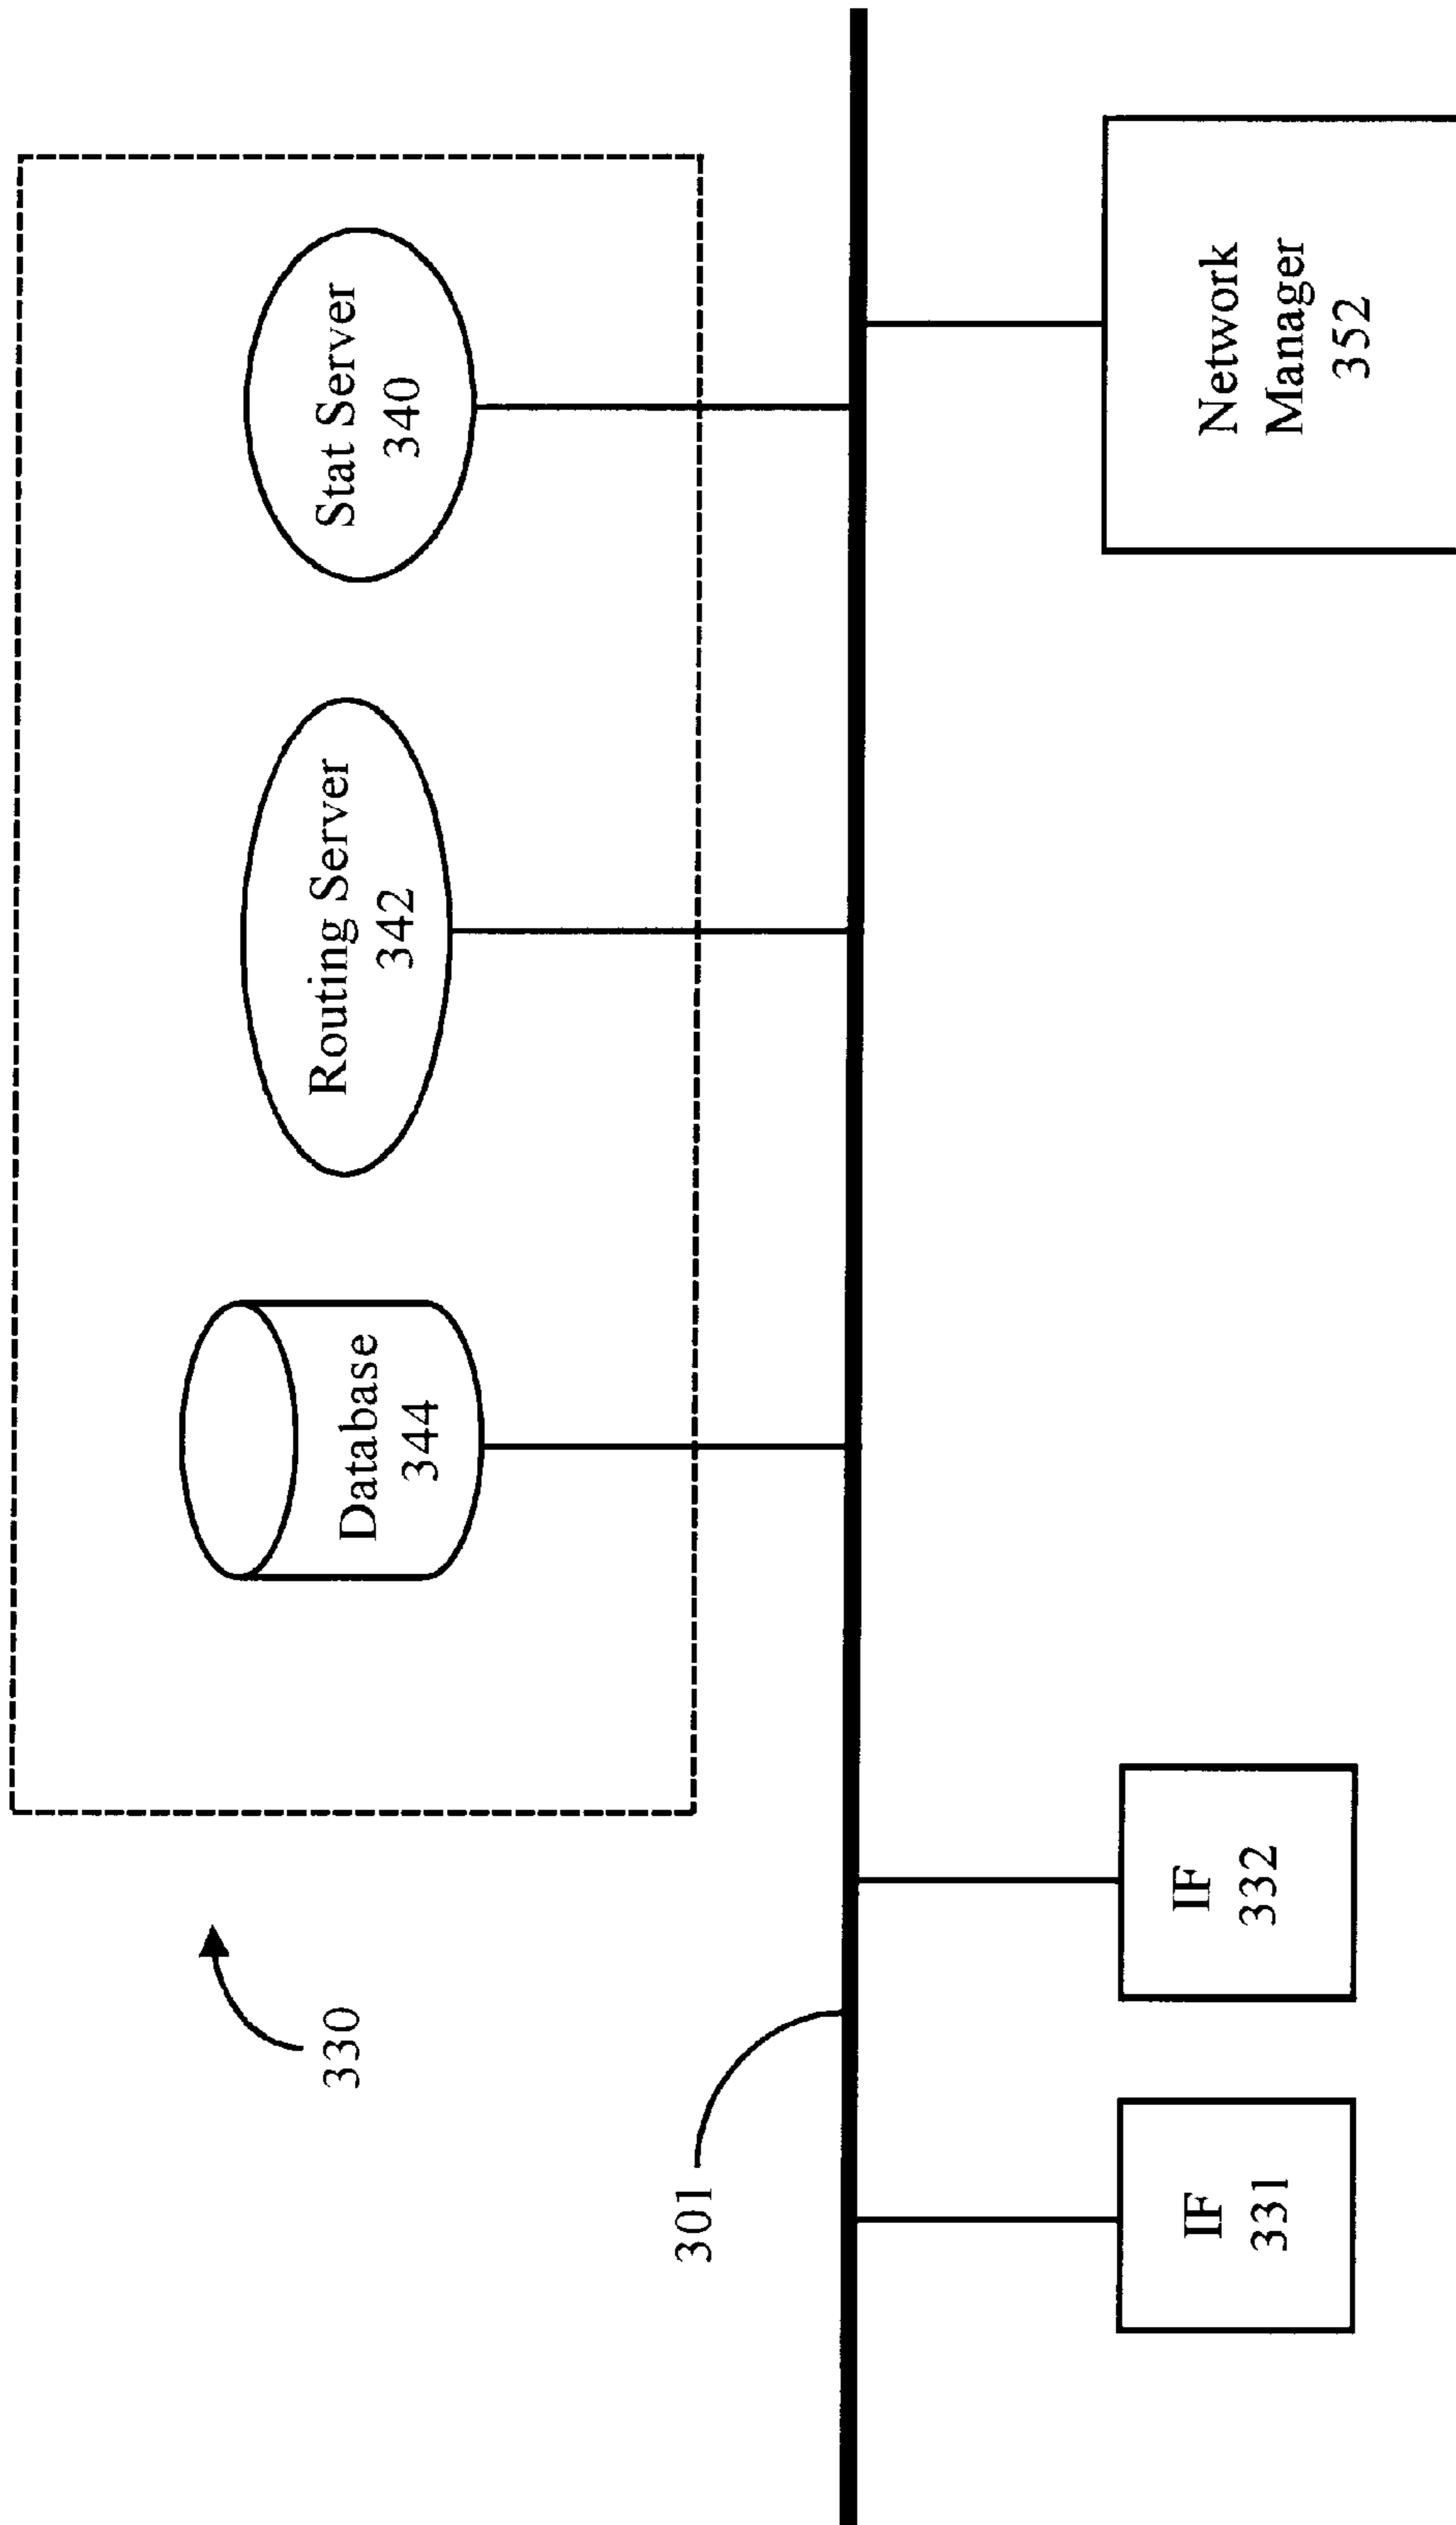 330
Database
344
Routing Server
342
Stat Server
340
301
IF
331
IF
332
Network
Manager
352